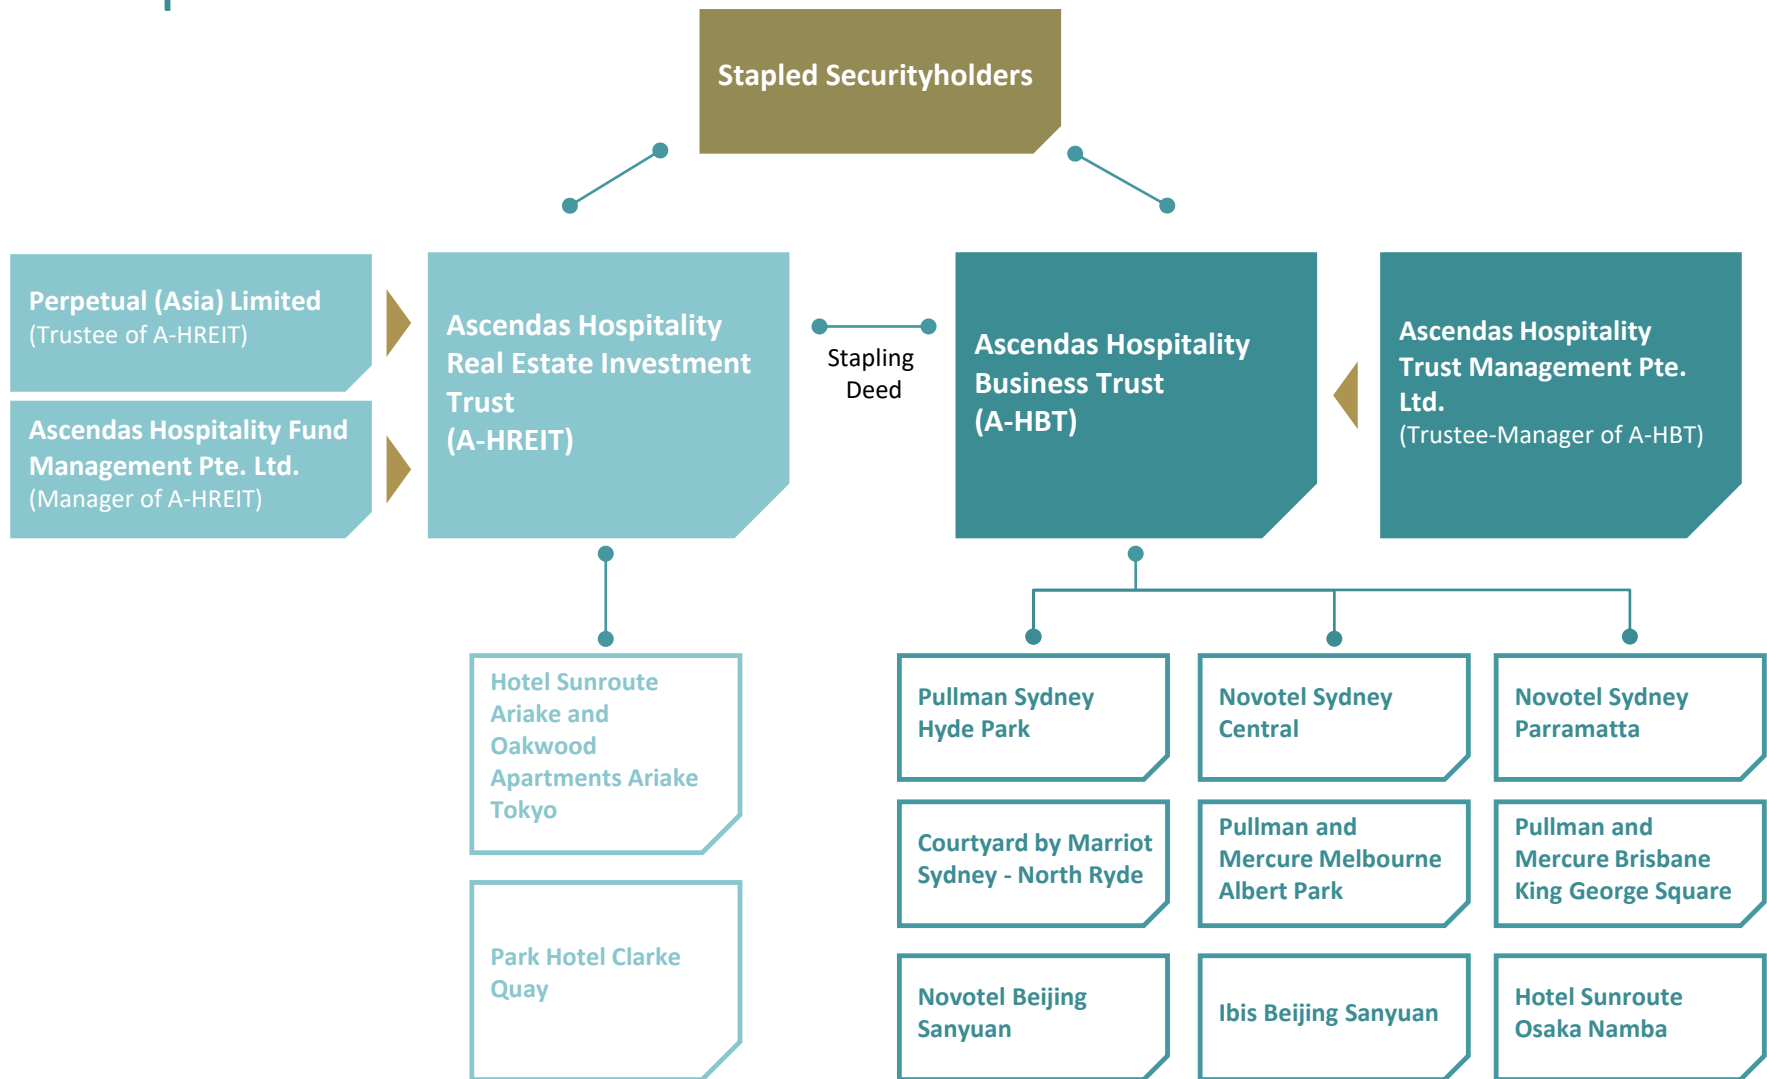 Stapled Securityholders
Perpetual (Asia) Limited
(Trustee of A-HREIT)
Ascendas Hospitality Fund
Management Pte. Ltd.
(Manager of A-HREIT)
Ascendas Hospitality
Real Estate Investment
Trust
(A-HREIT)
Stapling
Deed
Ascendas Hospitality
Business Trust
(A-HBT)
Ascendas Hospitality
Trust Management Pte.
Ltd.
(Trustee-Manager of A-HBT)
Hotel Sunroute
Ariake and
Oakwood
Apartments Ariake
Tokyo
Park Hotel Clarke
Quay
Pullman Sydney
Hyde Park
Novotel Sydney
Central
Novotel Sydney
Parramatta
Courtyard by Marriot
Sydney - North Ryde
Pullman and
Mercure Melbourne
Albert Park
Pullman and
Mercure Brisbane
King George Square
Novotel Beijing
Sanyuan
Ibis Beijing Sanyuan
Hotel Sunroute
Osaka Namba